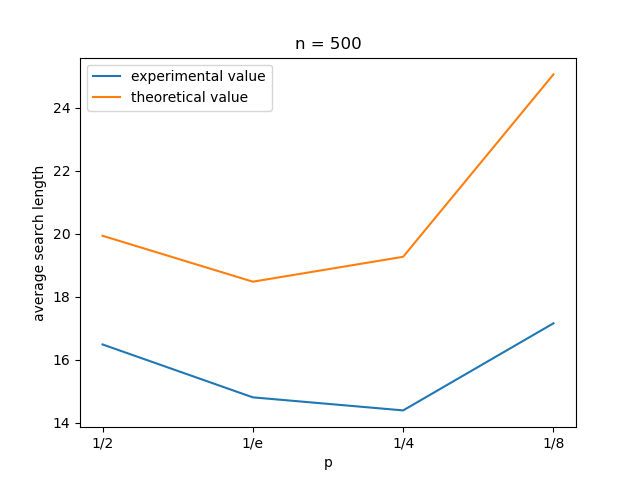 n = 500
experimental value
theoretical value
average search length
24
22
20
18
16
14
1/2 1/e 1/4 1/8
p